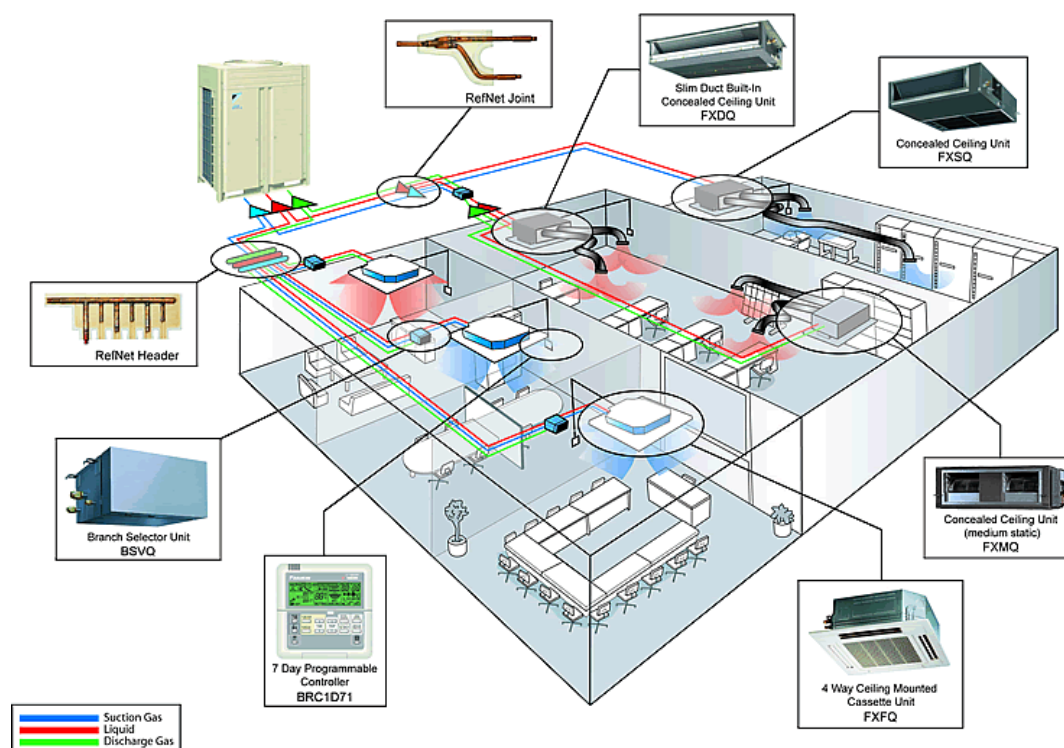 RefNet Joint
Slim Duct Built-In
Concealed Ceiling Unit
FXDQ
Concealed Ceiling Unit
FXSQ
RefNet Header
Branch Selector Unit
BSVQ
7 Day Programmable
Controller
BRC1D71
Concealed Ceiling Unit
(medium static)
FXMQ
4 Way Ceiling Mounted
Cassette Unit
FXFQ
Suction Gas
Liquid
Discharge Gas